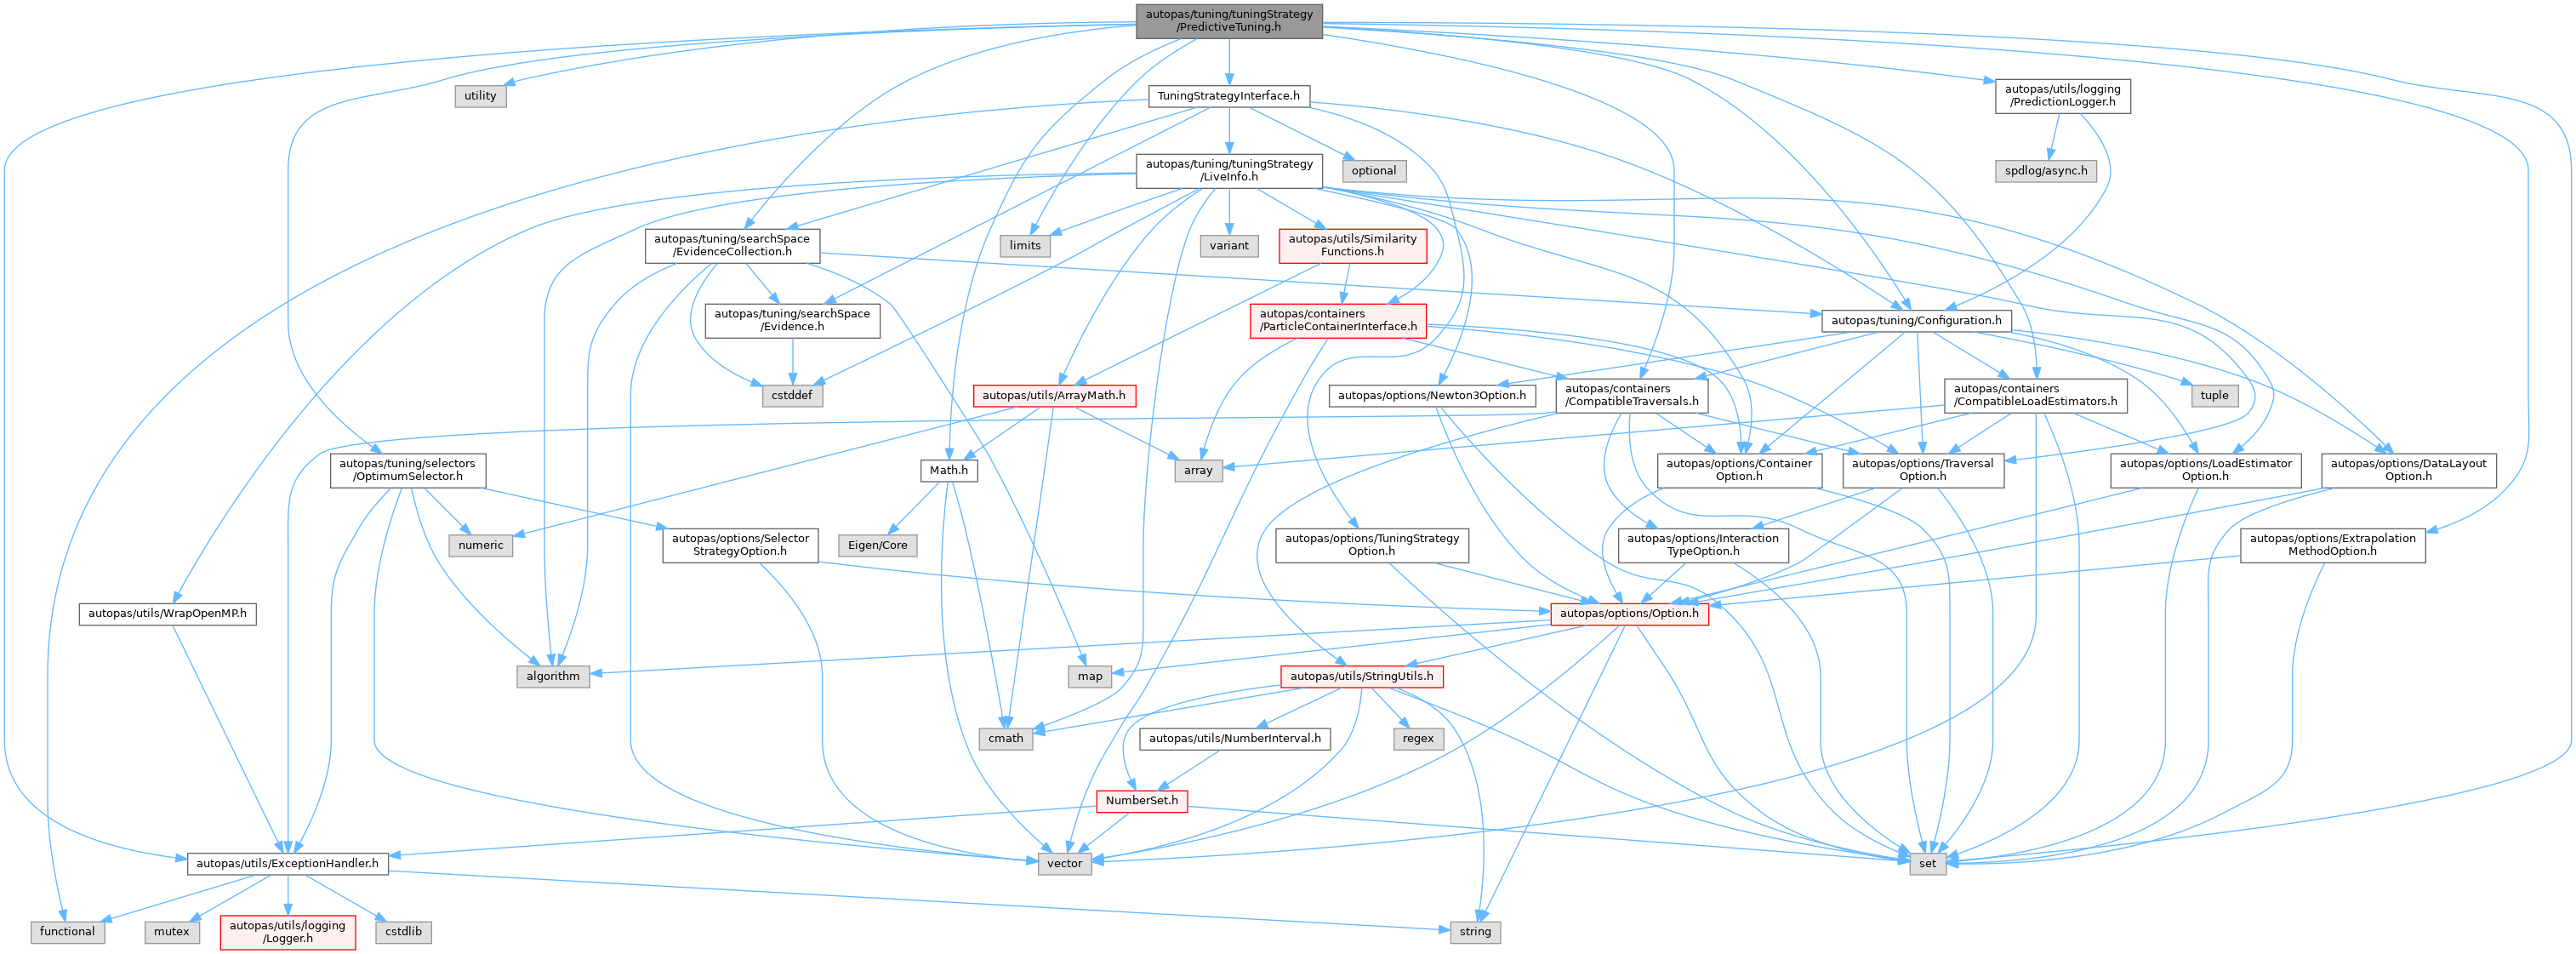 autopas/tuning/tuningStrategy
/PredictiveTuning.h
utility
TuningStrategyInterface.h
autopas/utils/logging
/PredictionLogger.h
autopas/tuning/tuningStrategy
/LiveInfo.h
optional
spdlog/async.h
autopas/tuning/searchSpace
/EvidenceCollection.h
limits
variant
autopas/utils/Similarity
Functions.h
autopas/tuning/searchSpace
/Evidence.h
autopas/containers
/ParticleContainerInterface.h
autopas/tuning/Configuration.h
cstddef
autopas/utils/ArrayMath.h
autopas/options/Newton3Option.h
autopas/containers
/CompatibleTraversals.h
autopas/containers
/CompatibleLoadEstimators.h
tuple
autopas/tuning/selectors
/OptimumSelector.h
Math.h
array
autopas/options/Container
Option.h
autopas/options/Traversal
Option.h
autopas/options/LoadEstimator
Option.h
autopas/options/DataLayout
Option.h
numeric
autopas/options/Selector
StrategyOption.h
Eigen/Core
autopas/options/TuningStrategy
Option.h
autopas/options/Interaction
TypeOption.h
autopas/options/Extrapolation
MethodOption.h
autopas/utils/WrapOpenMP.h
autopas/options/Option.h
algorithm
map
autopas/utils/StringUtils.h
cmath
autopas/utils/NumberInterval.h
regex
NumberSet.h
autopas/utils/ExceptionHandler.h
vector
set
functional
mutex
autopas/utils/logging
/Logger.h
cstdlib
string